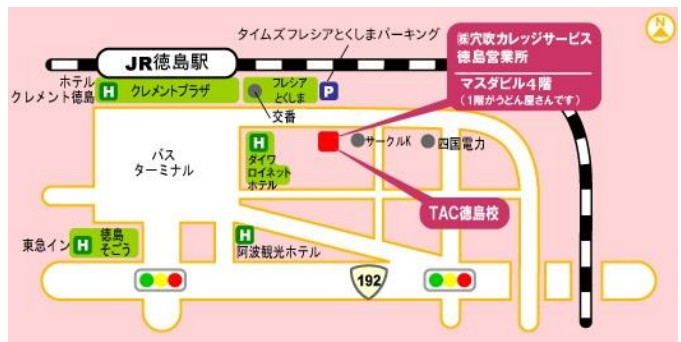 タイムズフレシアとくしまパーキング
N
㈱穴吹カレッジサービス
徳島営業所
マスダビル4階
(1階がうどん屋さんです)
JR徳島駅
ホテル
クレメント徳島
H
クレメントプラザ
フレシア
とくしま
P
交番
バス
ターミナル
H
ダイワ
ロイネット
ホテル
サークルK
四国電力
TAC徳島校
東急イン
H
徳島
そごう
H
阿波観光ホテル
192